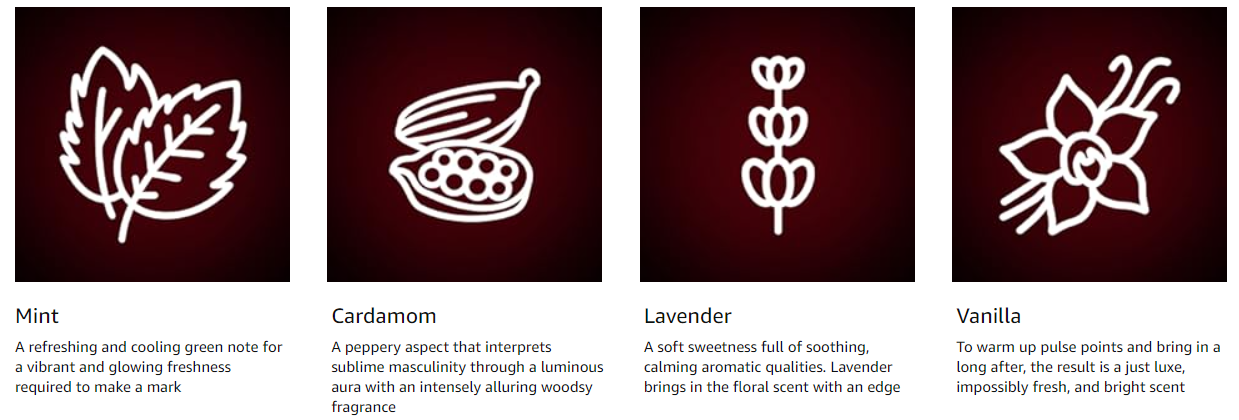 Mint
A refreshing and cooling green note for
a vibrant and glowing freshness
required to make a mark
Cardamom
A peppery aspect that interprets
sublime masculinity through a luminous
aura with an intensely alluring woodsy
fragrance
Lavender
A soft sweetness full of soothing,
calming aromatic qualities. Lavender
brings in the floral scent with an edge
Vanilla
To warm up pulse points and bring in a
long after, the result is a just luxe,
impossibly fresh, and bright scent